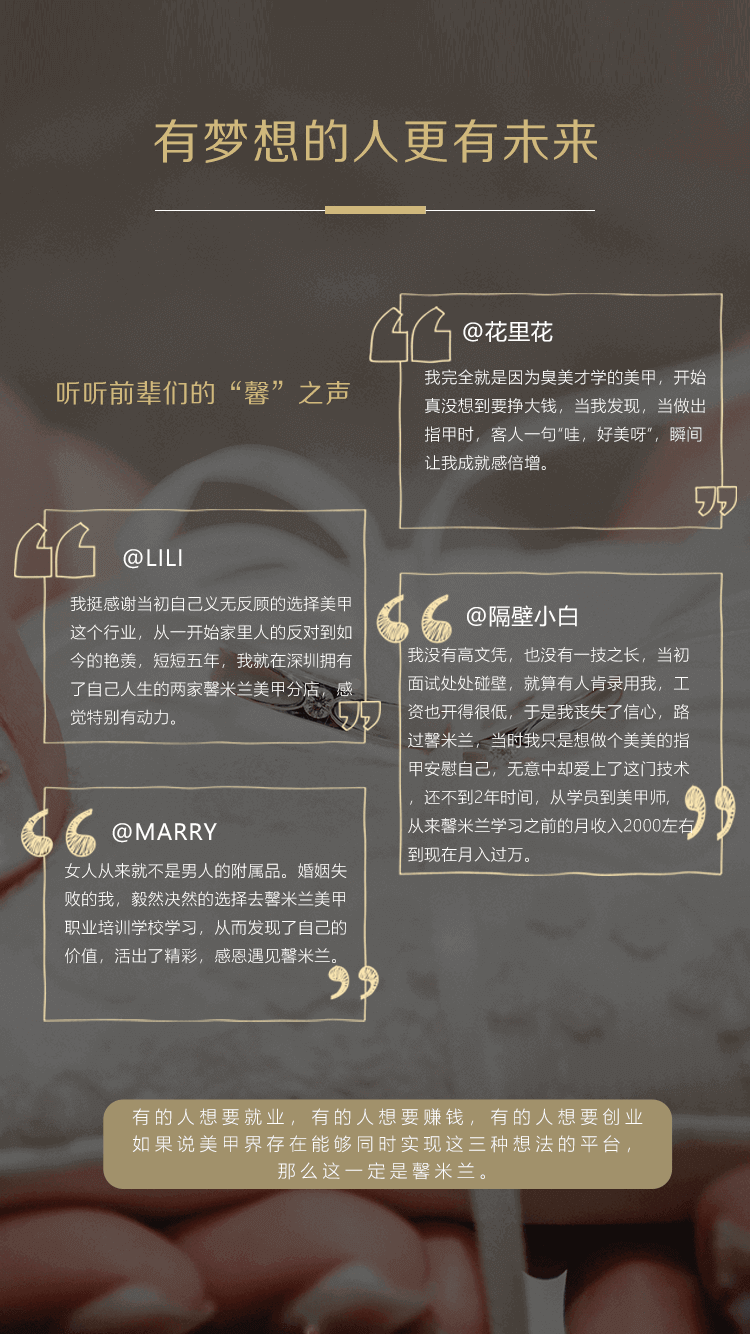 有梦想的人更有未来
听听前辈们的“馨”之声
@花里花
我完全就是因为臭美才学的美甲，开始
真没想到要挣大钱，当我发现，当做出
指甲时，客人一句“哇，好美呀”，瞬间
让我成就感倍增。
@LILI
我挺感谢当初自己义无反顾的选择美甲
这个行业，从一开始家里人的反对到如
今的艳羡，短短五年，我就在深圳拥有
了自己人生的两家馨米兰美甲分店，感
觉特别有动力。
@隔壁小白
我没有高文凭，也没有一技之长，当初
面试处处碰壁，就算有人肯录用我，工
资也开得很低，于是我丧失了信心，路
过馨米兰，当时我只是想做个美美的指
甲安慰自己，无意中却爱上了这门技术
，还不到2年时间，从学员到美甲师，
从来馨米兰学习之前的月收入2000左右
到现在月入过万。
@MARRY
女人从来就不是男人的附属品。婚姻失
败的我，毅然决然的选择去馨米兰美甲
职业培训学校学习，从而发现了自己的
价值，活出了精彩，感恩遇见馨米兰。
有的人想要就业，有的人想要赚钱，有的人想要创业
如果说美甲界存在能够同时实现这三种想法的平台，
那么这一定是馨米兰。